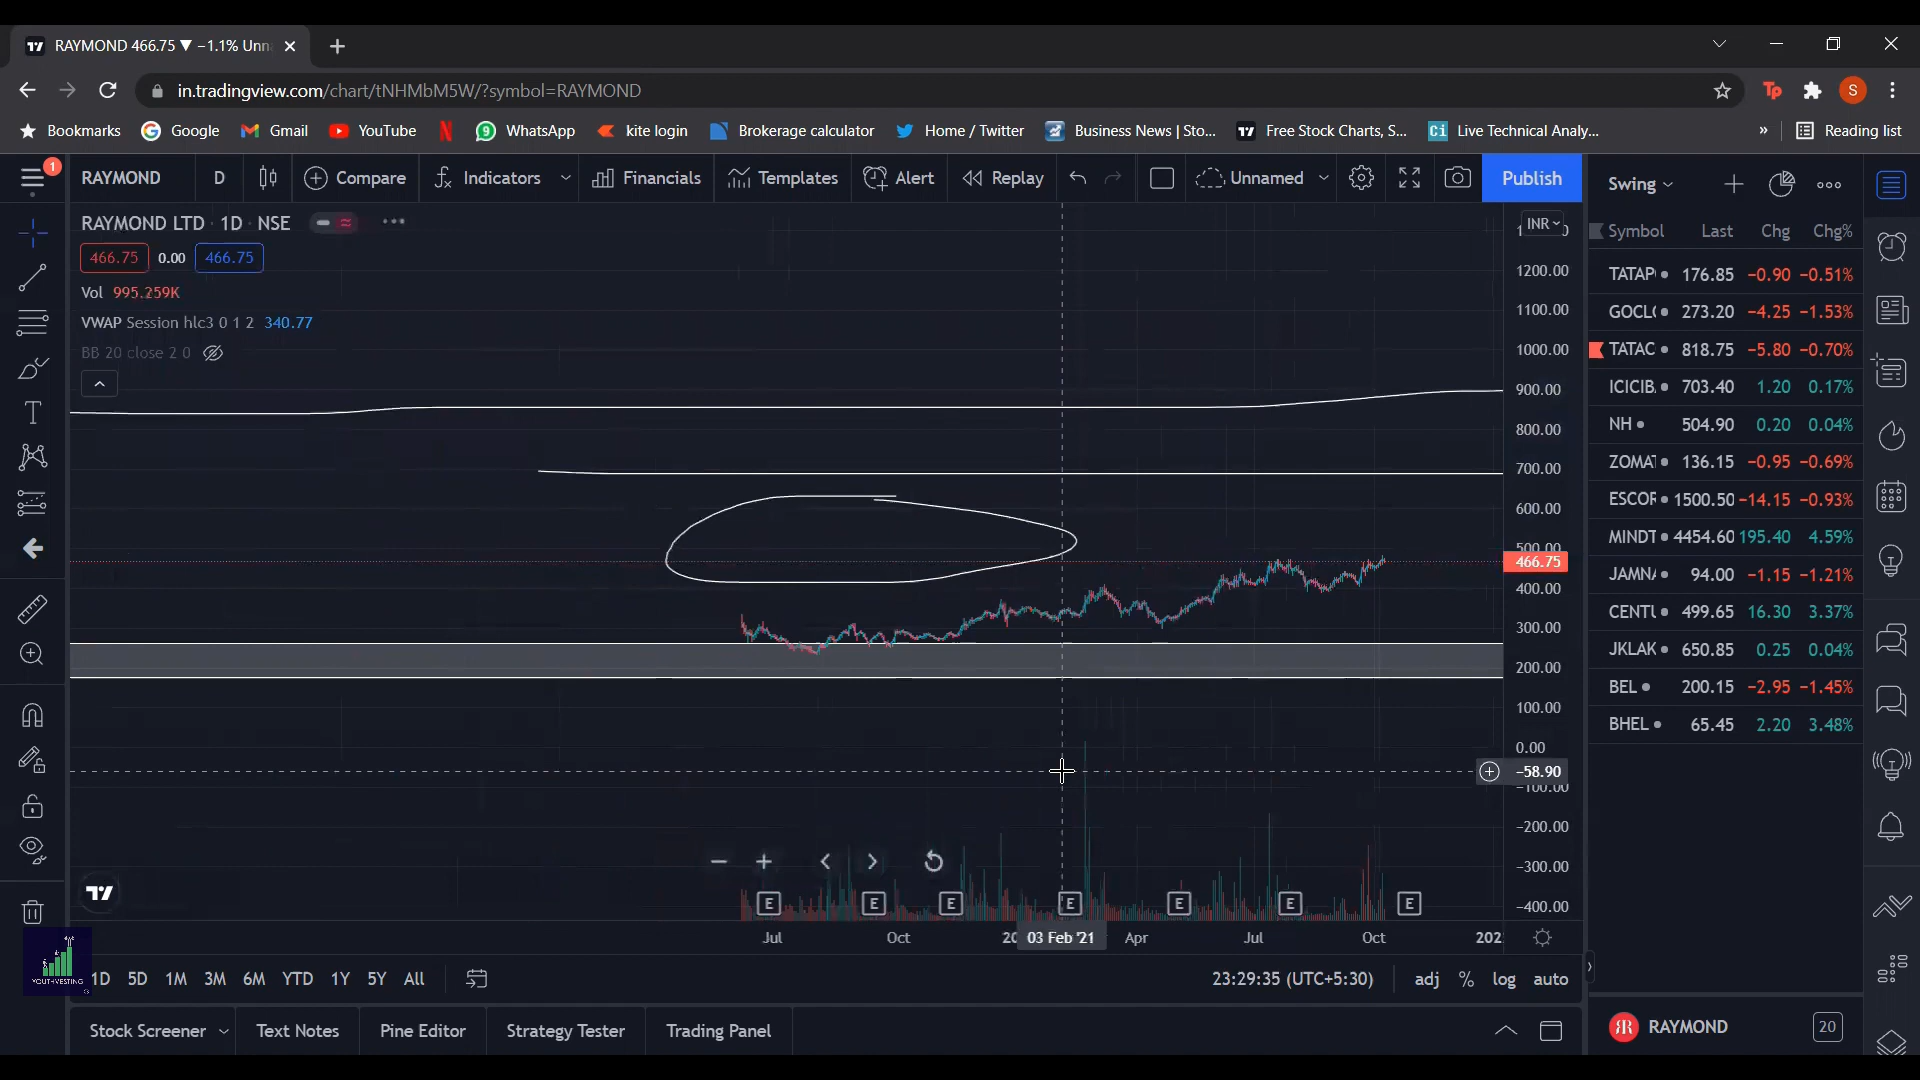 RAYMOND 466.75 ▼ −1.1% Unn
in.tradingview.com/chart/tNHMbM5W/?symbol=RAYMOND
Bookmarks Google Gmail YouTube WhatsApp kite login Brokerage calculator Home / Twitter Business News | Sto... Free Stock Charts, S... Live Technical Analy... » Reading list
1 RAYMOND D Compare Indicators Financials Templates Alert Replay Unnamed Publish
Swing
RAYMOND LTD · 1D · NSE
INR
466.75 0.00 466.75
Vol 995.259K
VWAP Session hlc3 0 1 2 340.77
BB 20 close 2 0
1200.00
1100.00
1000.00
900.00
800.00
700.00
600.00
500.00
466.75
400.00
300.00
200.00
100.00
0.00
−58.90
−100.00
−200.00
−300.00
−400.00
E E E E E E E
Jul Oct 20 03 Feb '21 Apr Jul Oct 202
YOUTHVESTING
1D 5D 1M 3M 6M YTD 1Y 5Y All
23:29:35 (UTC+5:30) adj % log auto
Stock Screener Text Notes Pine Editor Strategy Tester Trading Panel
Symbol Last Chg Chg%
TATAP 176.85 −0.90 −0.51%
GOCL 273.20 −4.25 −1.53%
TATAC 818.75 −5.80 −0.70%
ICICIB 703.40 1.20 0.17%
NH 504.90 0.20 0.04%
ZOMAT 136.15 −0.95 −0.69%
ESCOR 1500.50 −14.15 −0.93%
MINDT 4454.60 195.40 4.59%
JAMNA 94.00 −1.15 −1.21%
CENTU 499.65 16.30 3.37%
JKLAK 650.85 0.25 0.04%
BEL 200.15 −2.95 −1.45%
BHEL 65.45 2.20 3.48%
RAYMOND 20